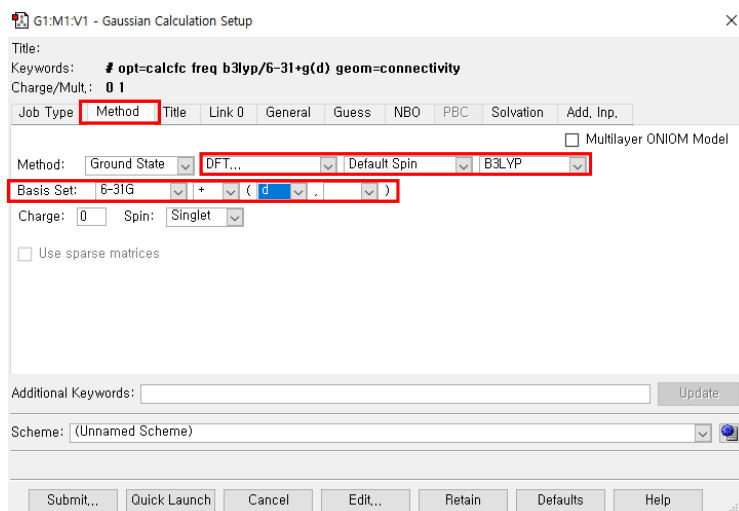 G1:M1:V1 - Gaussian Calculation Setup
Title:
Keywords: # opt=calcfc freq b3lyp/6-31+g(d) geom=connectivity
Charge/Mult.: 0 1
Job Type Method Title Link 0 General Guess NBO PBC Solvation Add. Inp.
Multilayer ONIOM Model
Method: Ground State DFT... Default Spin B3LYP
Basis Set: 6-31G + ( d , )
Charge: 0 Spin: Singlet
Use sparse matrices
Additional Keywords: Update
Scheme: (Unnamed Scheme)
Submit... Quick Launch Cancel Edit... Retain Defaults Help